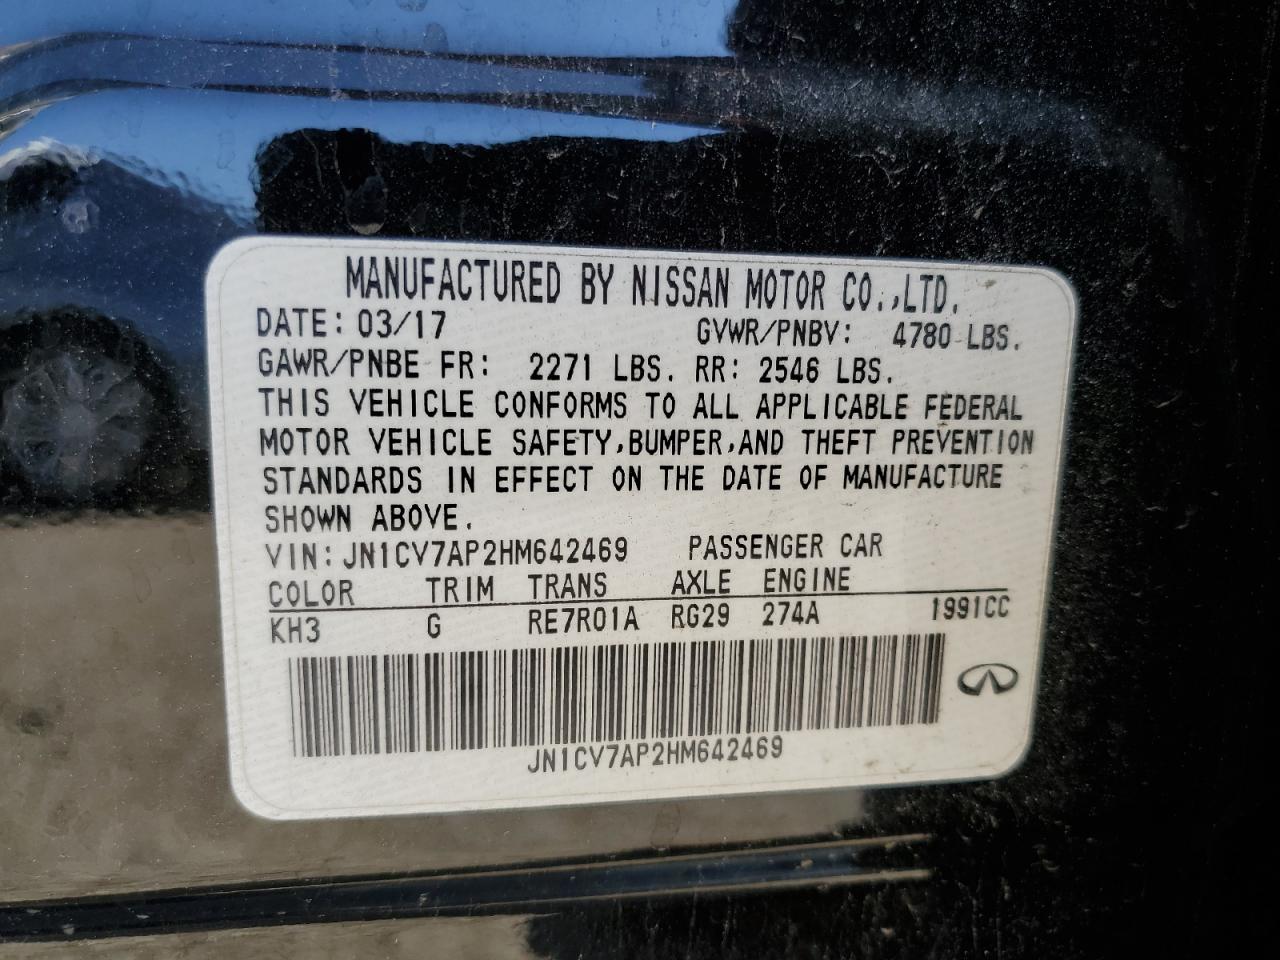 MANUFACTURED BY NISSAN MOTOR CO.,LTD.
DATE: 03/17 GVWR/PNBV: 4780 LBS.
GAWR/PNBE FR: 2271 LBS. RR: 2546 LBS.
THIS VEHICLE CONFORMS TO ALL APPLICABLE FEDERAL
MOTOR VEHICLE SAFETY,BUMPER,AND THEFT PREVENTION
STANDARDS IN EFFECT ON THE DATE OF MANUFACTURE
SHOWN ABOVE.
VIN:JN1CV7AP2HM642469 PASSENGER CAR
COLOR TRIM TRANS AXLE ENGINE
KH3 G RE7R01A RG29 274A 1991CC
JN1CV7AP2HM642469